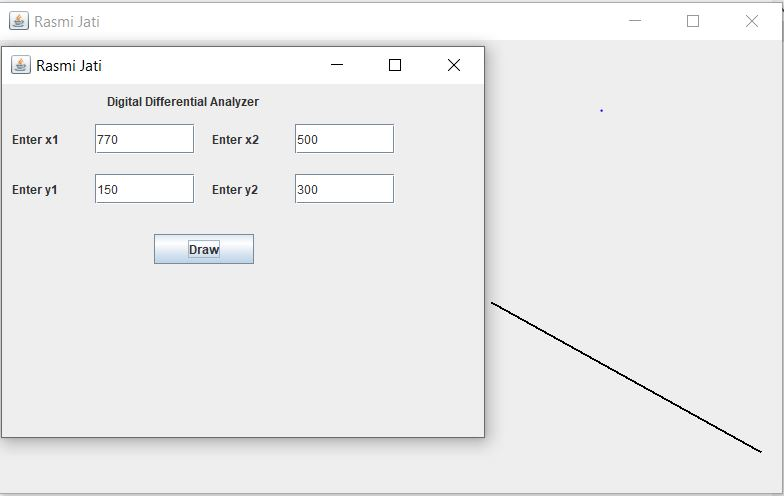 Rasmi Jati
Rasmi Jati
Digital Differential Analyzer
Enter x1 770 Enter x2 500
Enter y1 150 Enter y2 300
Draw